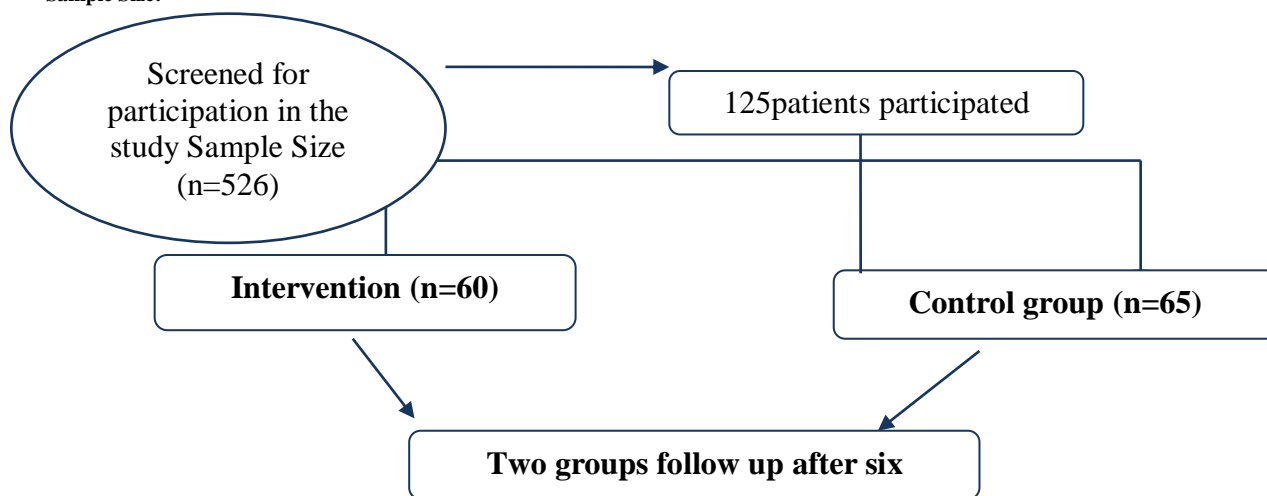 Sample Size:
Screened for
participation in the
study Sample Size
(n=526)
125patients participated
Intervention (n=60)
Control group (n=65)
Two groups follow up after six